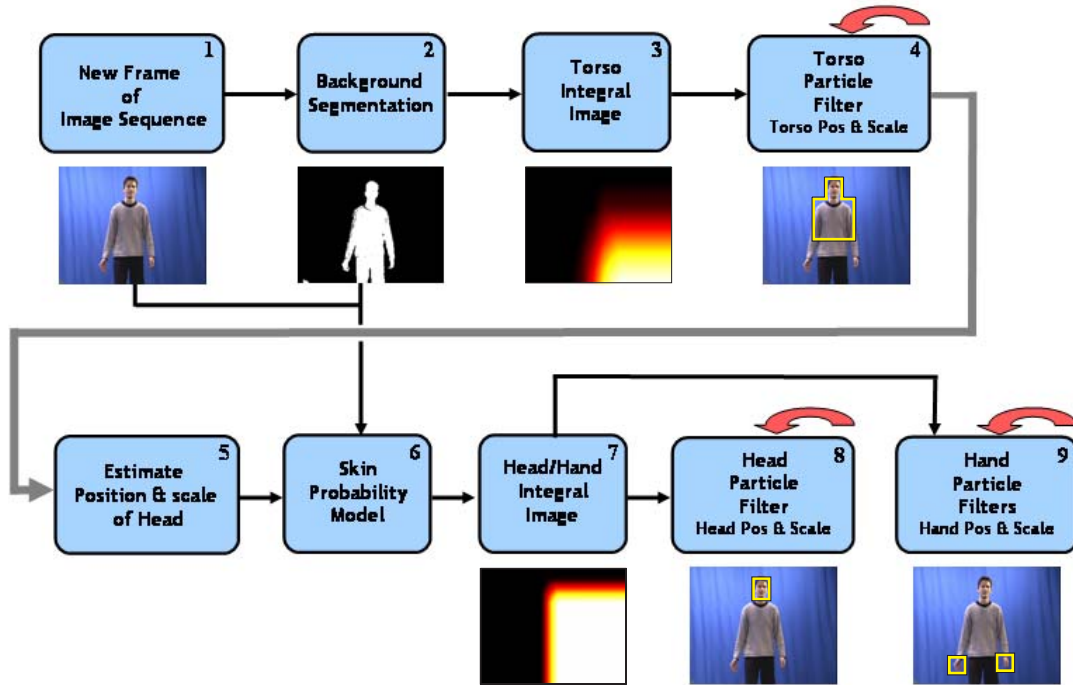 1
New Frame
of
Image Sequence
2
Background
Segmentation
3
Torso
Integral
Image
4
Torso
Particle
Filter
Torso Pos & Scale
5
Estimate
Position & scale
of Head
6
Skin
Probability
Model
7
Head/Hand
Integral
Image
8
Head
Particle
Filter
Head Pos & Scale
9
Hand
Particle
Filters
Hand Pos & Scale